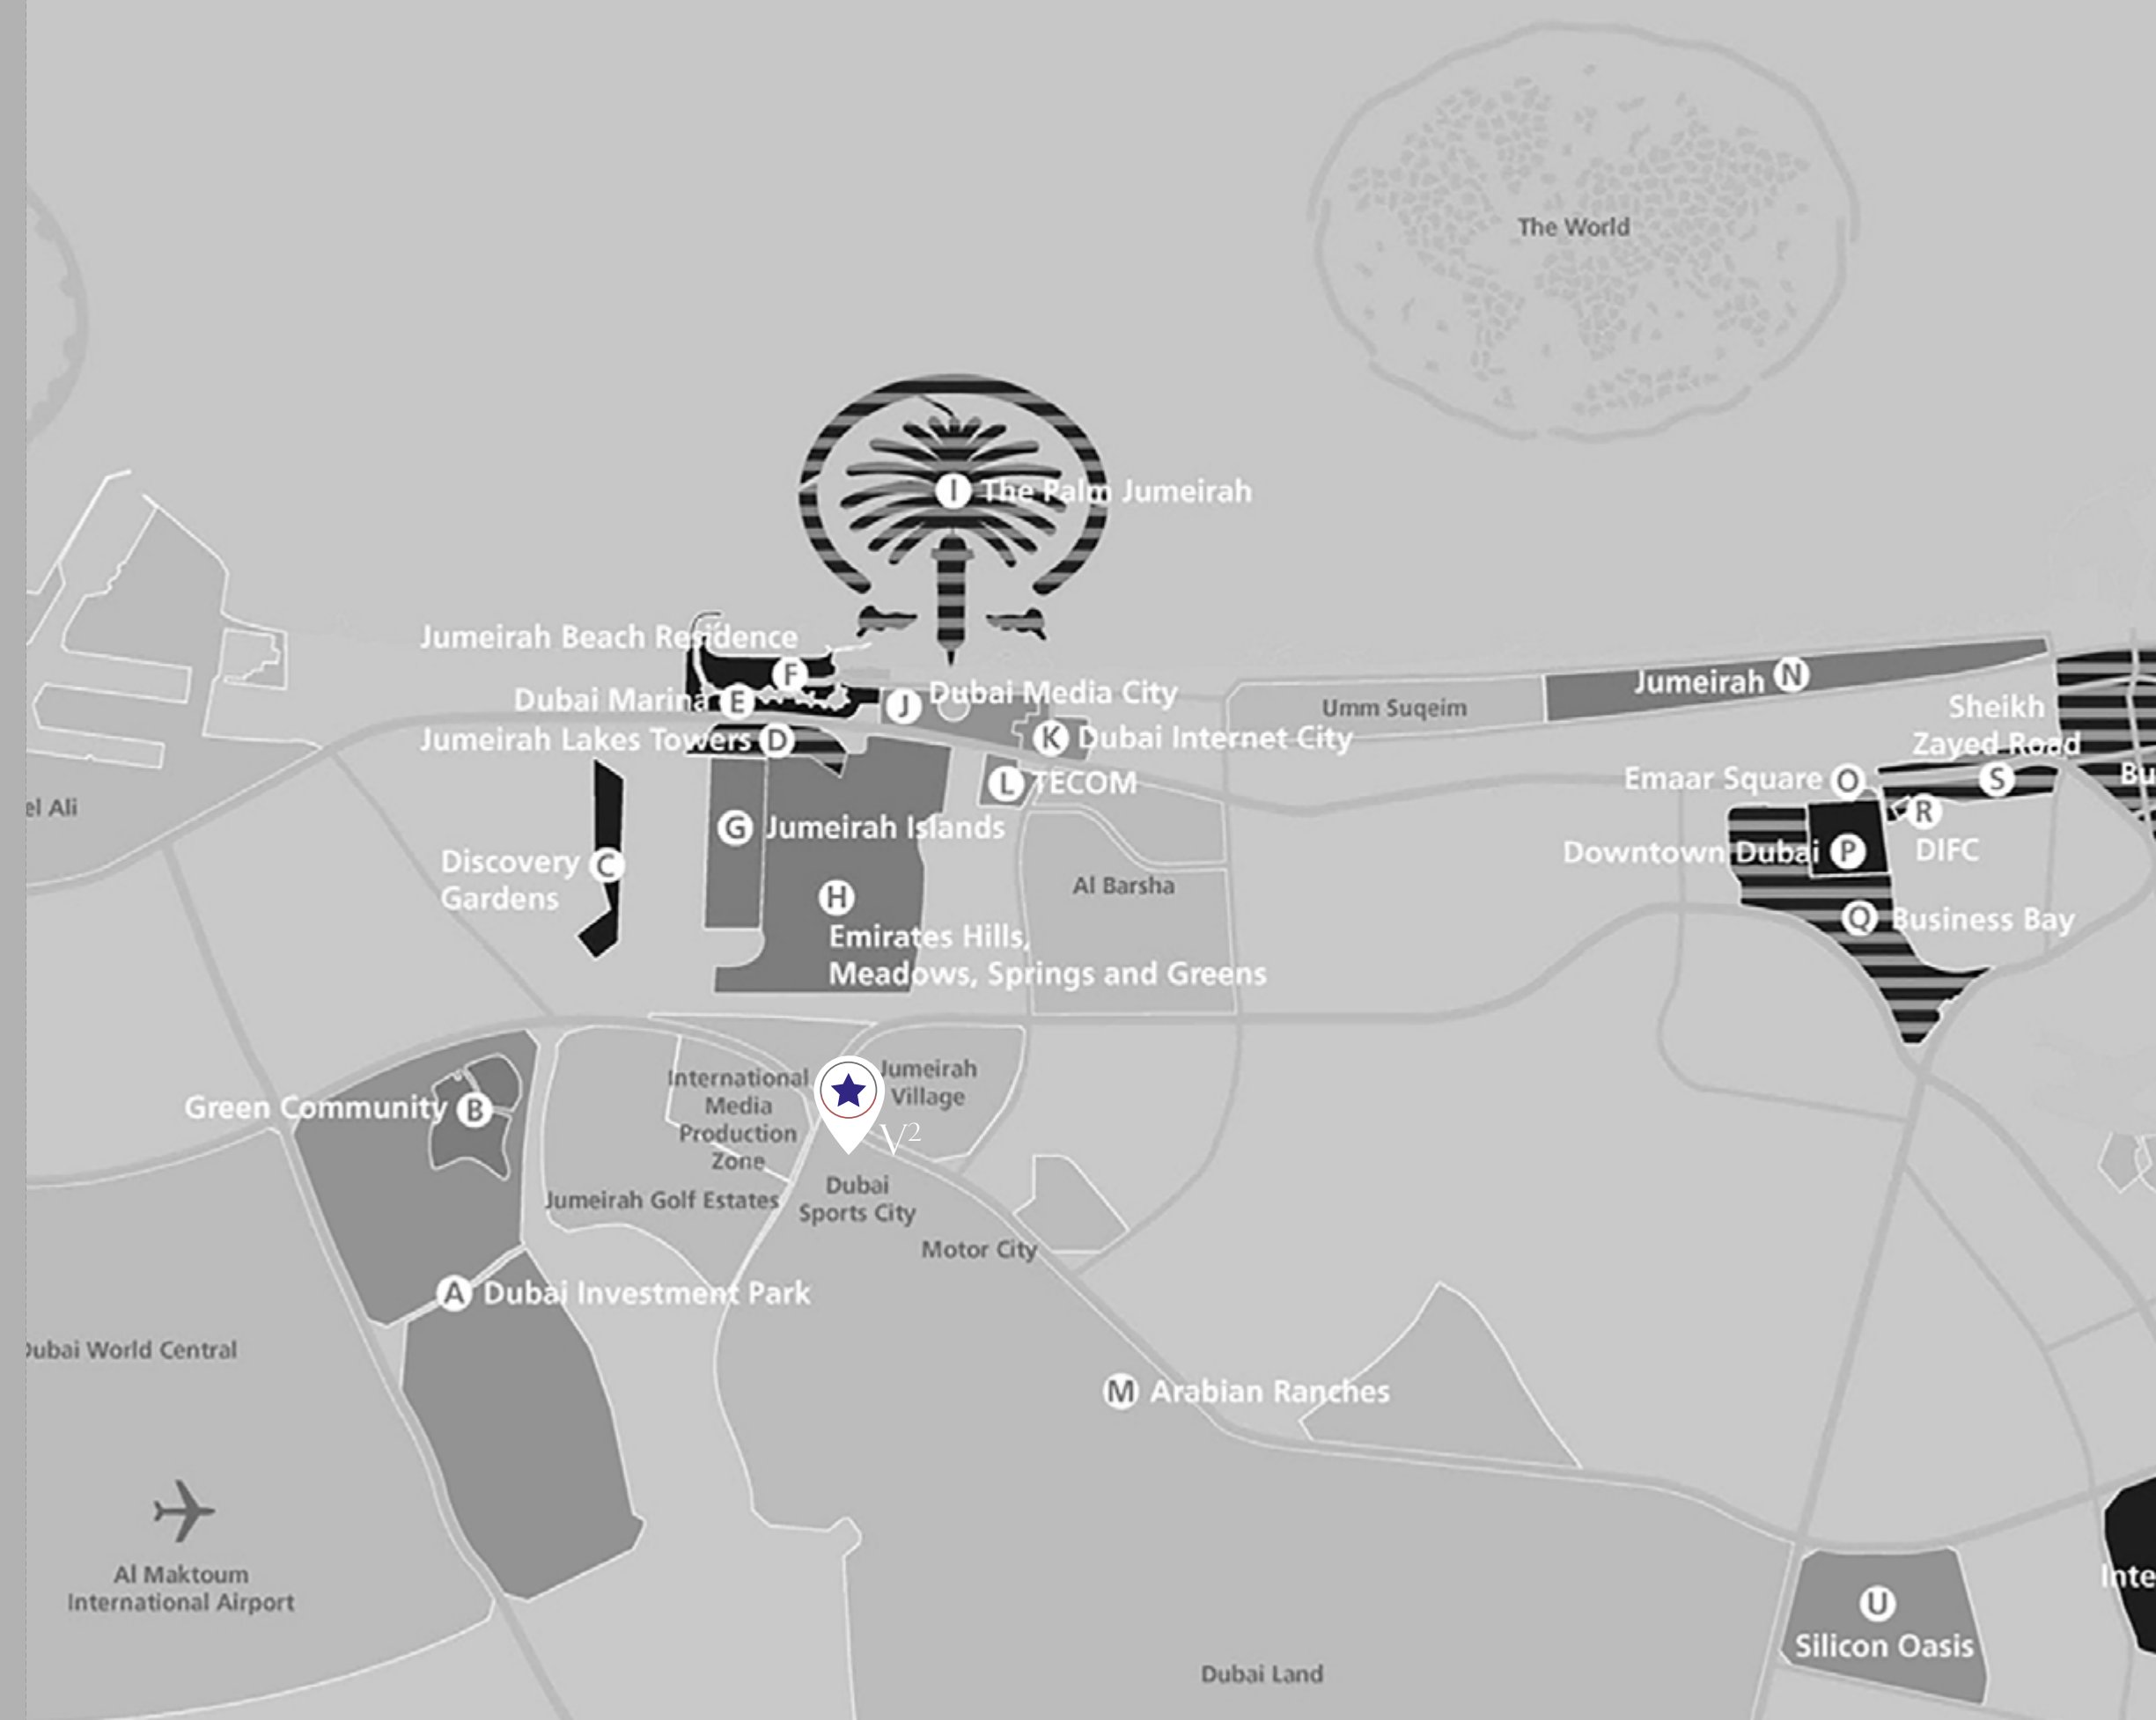 The World
I The Palm Jumeirah
Jumeirah Beach Residence
F
Dubai Marina E
J Dubai Media City
Jumeirah Lakes Towers D
K Dubai Internet City
L TECOM
Umm Suqeim
Jumeirah N
Sheikh
Zayed Road
S
Bu
Emaar Square O
R
DIFC
Downtown Dubai P
Q Business Bay
el Ali
G Jumeirah Islands
Discovery
Gardens
C
H
Emirates Hills,
Meadows, Springs and Greens
Al Barsha
Green Community B
International
Media
Production
Zone
Jumeirah
Village
V²
Jumeirah Golf Estates
Dubai
Sports City
Motor City
A Dubai Investment Park
Dubai World Central
M Arabian Ranches
Al Maktoum
International Airport
Dubai Land
U
Silicon Oasis
Inte